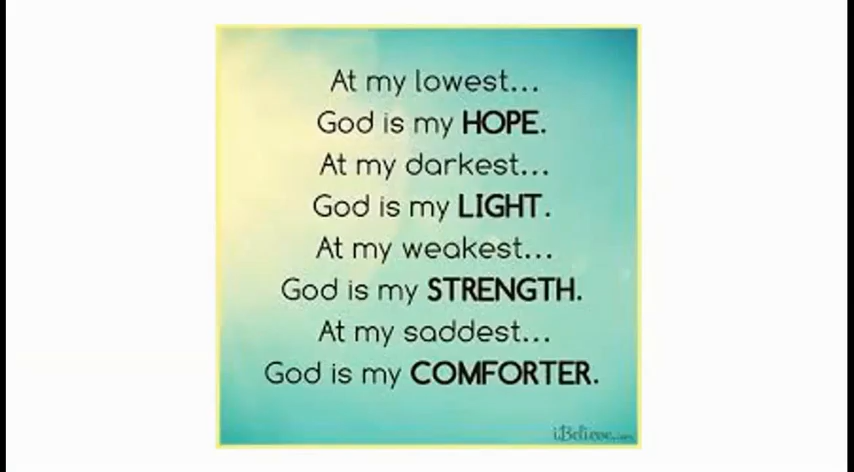 At my lowest...
God is my HOPE.
At my darkest...
God is my LIGHT.
At my weakest...
God is my STRENGTH.
At my saddest...
God is my COMFORTER.
iBelieve.com